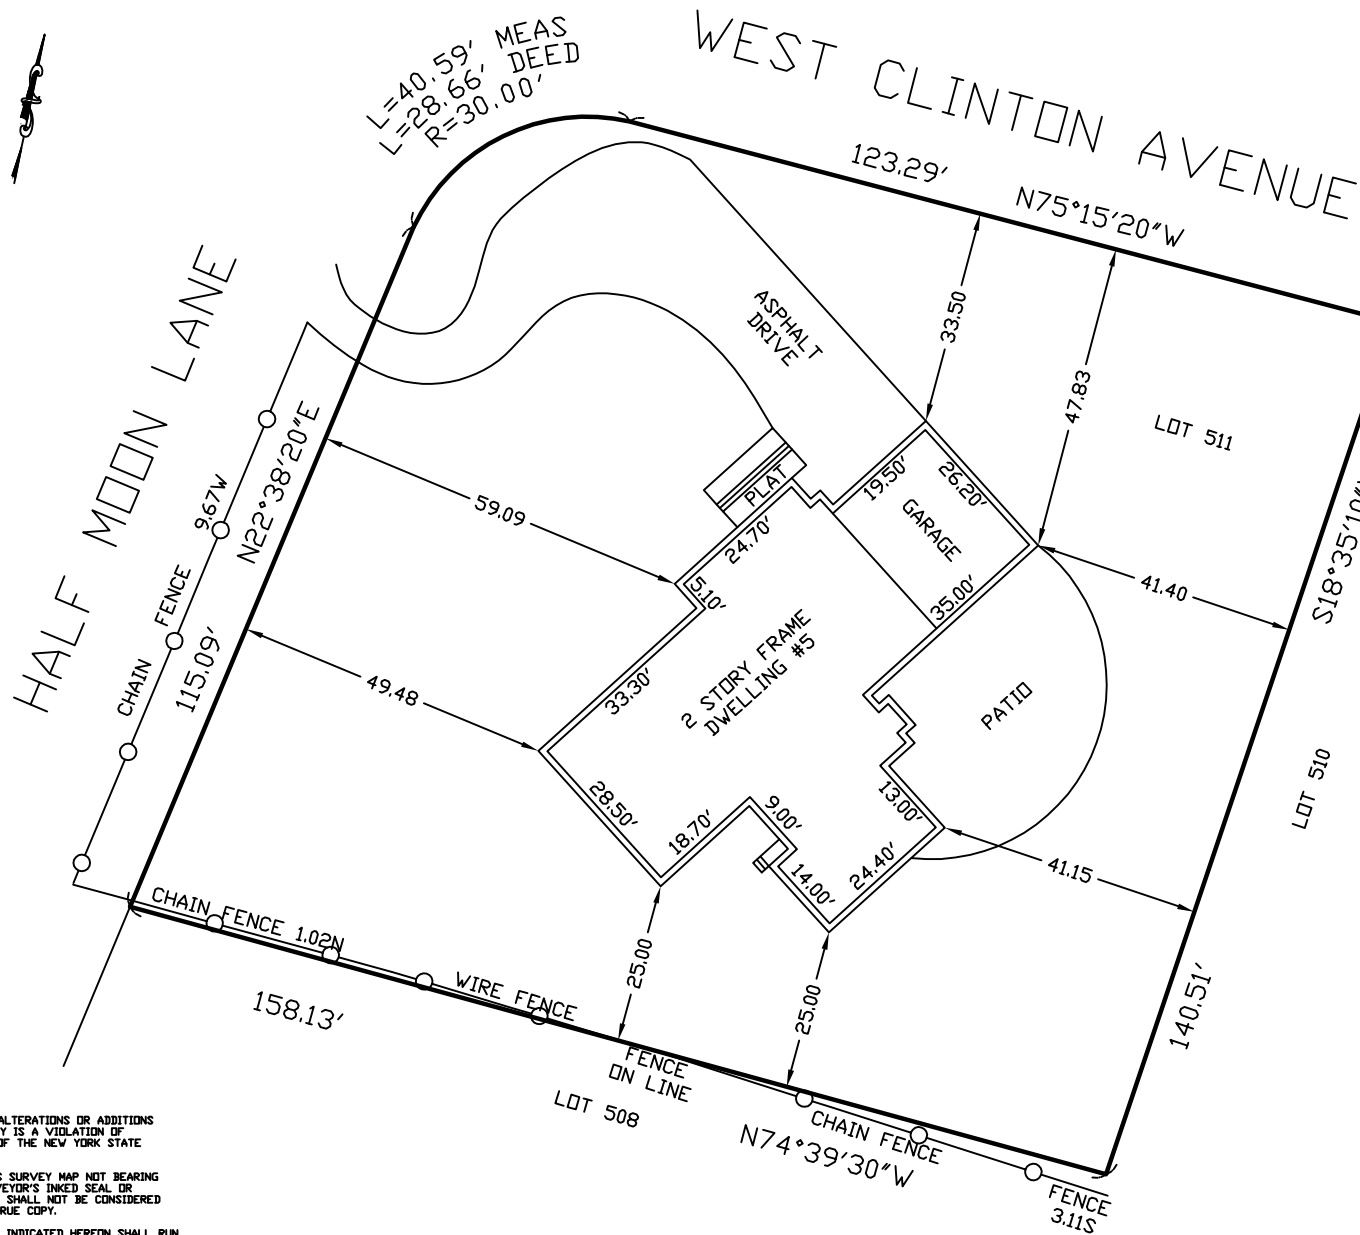 WEST CLINTON AVENUE
L=40.59' MEAS
L=28.66' DEED
R=30.00'
123.29'
N75°15'20"W
HALF MOON LANE
33.50
47.83
ASPHALT
DRIVE
LOT 511
N22°38'20"E
9.67W
59.09
PLAT
19.50'
26.20'
GARAGE
24.70'
5.10'
35.00'
41.40
S18°35'10"
CHAIN FENCE
115.09'
49.48
33.30'
2 STORY FRAME
DWELLING #5
PATIO
LOT 510
28.50'
18.70'
9.00'
13.00'
14.00'
24.40'
41.15
CHAIN FENCE 1.02N
WIRE FENCE
25.00
25.00
140.51'
158.13'
FENCE
ON LINE
LOT 508
CHAIN FENCE
N74°39'30"W
FENCE
3.11S
ALTERATIONS OR ADDITIONS
Y IS A VIOLATION OF
OF THE NEW YORK STATE
S SURVEY MAP NOT BEARING
VEYOR'S INKED SEAL OR
SHALL NOT BE CONSIDERED
RUE COPY.
INDICATED HEREON SHALL RUN